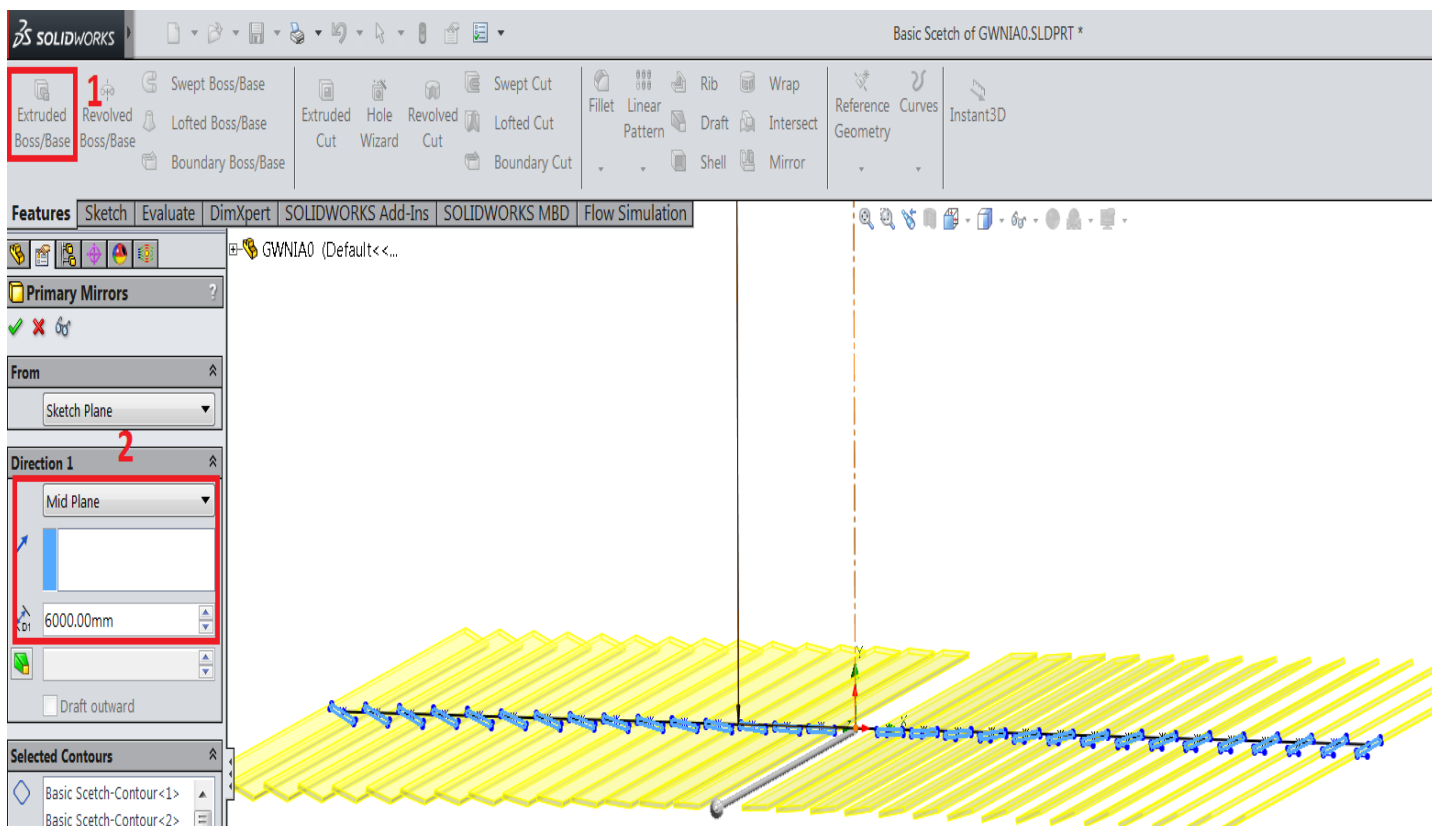 SOLIDWORKS
Basic Scetch of GWNIA0.SLDPRT *
1
Extruded Boss/Base
Revolved Boss/Base
Swept Boss/Base
Lofted Boss/Base
Boundary Boss/Base
Extruded Cut
Hole Wizard
Revolved Cut
Swept Cut
Lofted Cut
Boundary Cut
Fillet
Linear Pattern
Rib
Draft
Shell
Wrap
Intersect
Mirror
Reference Geometry
Curves
Instant3D
Features Sketch Evaluate DimXpert SOLIDWORKS Add-Ins SOLIDWORKS MBD Flow Simulation
GWNIA0 (Default<<...
Primary Mirrors ?
From
Sketch Plane
2
Direction 1
Mid Plane
D1 6000.00mm
Draft outward
Selected Contours
Basic Scetch-Contour<1>
Basic Scetch-Contour<2>
Y
X